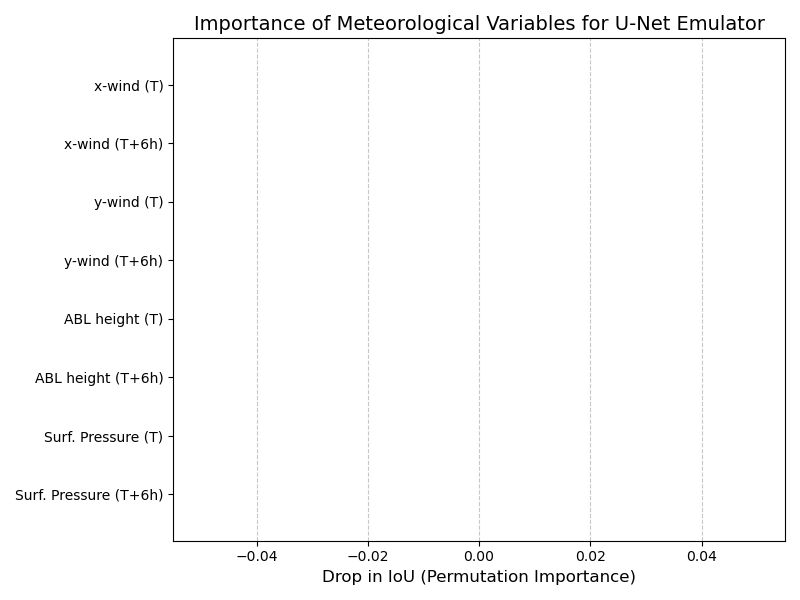 Importance of Meteorological Variables for U-Net Emulator
x-wind (T)
x-wind (T+6h)
y-wind (T)
y-wind (T+6h)
ABL height (T)
ABL height (T+6h)
Surf. Pressure (T)
Surf. Pressure (T+6h)
−0.04 −0.02 0.00 0.02 0.04
Drop in IoU (Permutation Importance)